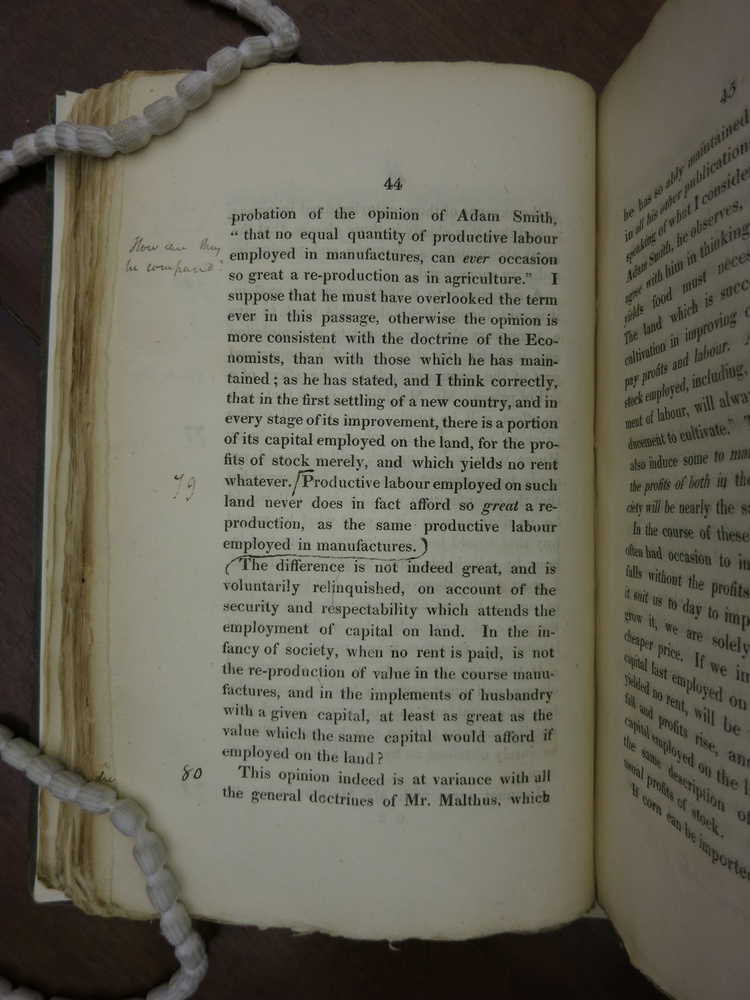 44
probation of the opinion of Adam Smith,
“ that no equal quantity of productive labour
employed in manufactures, can ever occasion
so great a re-production as in agriculture.” I
suppose that he must have overlooked the term
ever in this passage, otherwise the opinion is
more consistent with the doctrine of the Eco-
nomists, than with those which he has main-
tained ; as he has stated, and I think correctly,
that in the first settling of a new country, and in
every stage of its improvement, there is a portion
of its capital employed on the land, for the pro-
fits of stock merely, and which yields no rent
whatever. Productive labour employed on such
land never does in fact afford so great a re-
production, as the same productive labour
employed in manufactures.
The difference is not indeed great, and is
voluntarily relinquished, on account of the
security and respectability which attends the
employment of capital on land. In the in-
fancy of society, when no rent is paid, is not
the re-production of value in the course manu-
factures, and in the implements of husbandry
with a given capital, at least as great as the
value which the same capital would afford if
employed on the land ?
This opinion indeed is at variance with all
the general doctrines of Mr. Malthus, which
How can they
be compared?
79
80
45
he has so ably maintained
in all his other publication
speaking of what I conside
Adam Smith, he observes,
agree with him in thinking
yields food must neces
The land which is succ
cultivation in improving c
pay profits and labour.
stock employed, including,
ment of labour, will alwa
ducement to cultivate.”
also induce some to ma
the profits of both in the
ciety will be nearly the s
In the course of these
often had occasion to in
falls without the profits
it suit us to day to imp
grow it, we are solely
cheaper price. If we im
capital last employed on
yielded no rent, will be
fall and profits rise, and
capital employed on the l
the same description of
usual profits of stock.
If corn can be imported